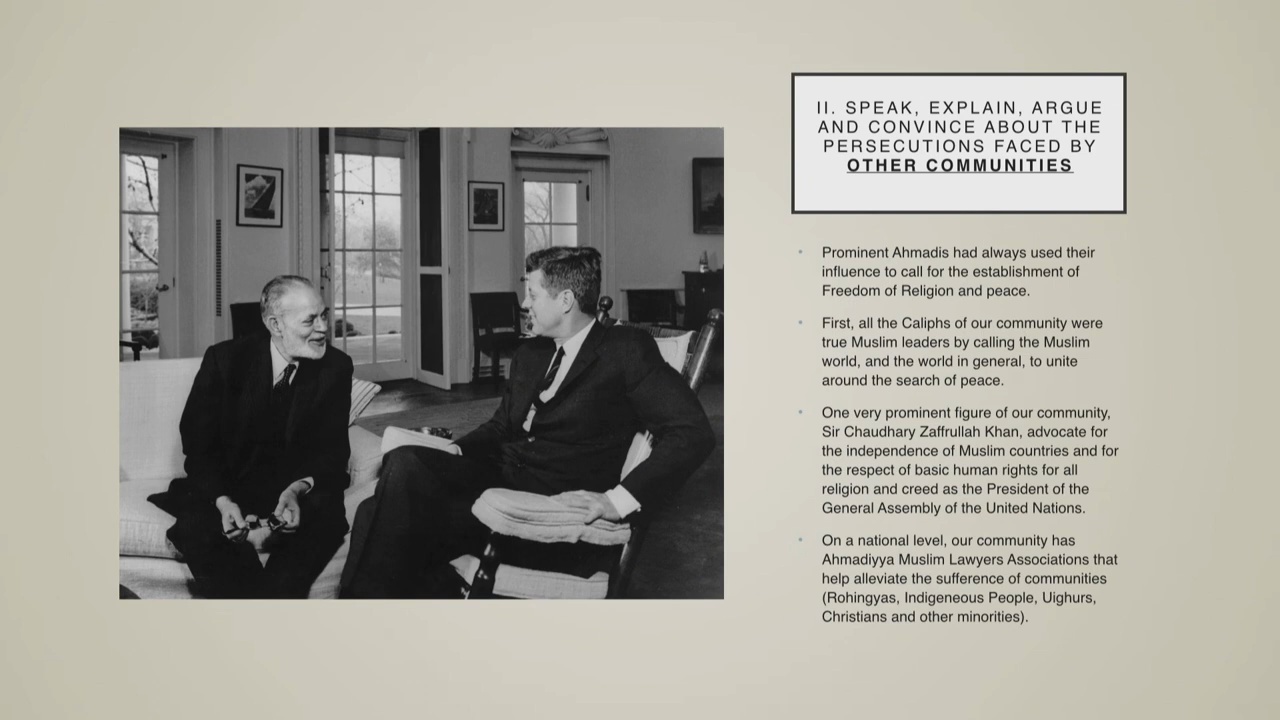 II. SPEAK, EXPLAIN, ARGUE
AND CONVINCE ABOUT THE
PERSECUTIONS FACED BY
OTHER COMMUNITIES
• Prominent Ahmadis had always used their
influence to call for the establishment of
Freedom of Religion and peace.
• First, all the Caliphs of our community were
true Muslim leaders by calling the Muslim
world, and the world in general, to unite
around the search of peace.
• One very prominent figure of our community,
Sir Chaudhary Zaffrullah Khan, advocate for
the independence of Muslim countries and for
the respect of basic human rights for all
religion and creed as the President of the
General Assembly of the United Nations.
• On a national level, our community has
Ahmadiyya Muslim Lawyers Associations that
help alleviate the sufference of communities
(Rohingyas, Indigeneous People, Uighurs,
Christians and other minorities).